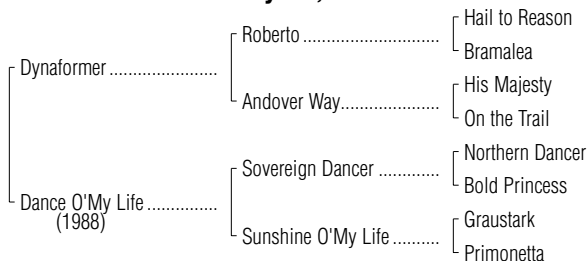 Hail to Reason
Roberto
Bramalea
Dynaformer
His Majesty
Andover Way
On the Trail
Northern Dancer
Sovereign Dancer
Bold Princess
Dance O'My Life
(1988)
Graustark
Sunshine O'My Life
Primonetta